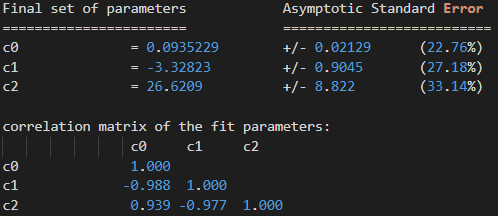 Final set of parameters            Asymptotic Standard Error
=======================            ==========================
c0              = 0.0935229        +/- 0.02129      (22.76%)
c1              = -3.32823         +/- 0.9045       (27.18%)
c2              = 26.6209          +/- 8.822        (33.14%)
correlation matrix of the fit parameters:
                c0     c1     c2
c0              1.000
c1             -0.988  1.000
c2              0.939 -0.977  1.000